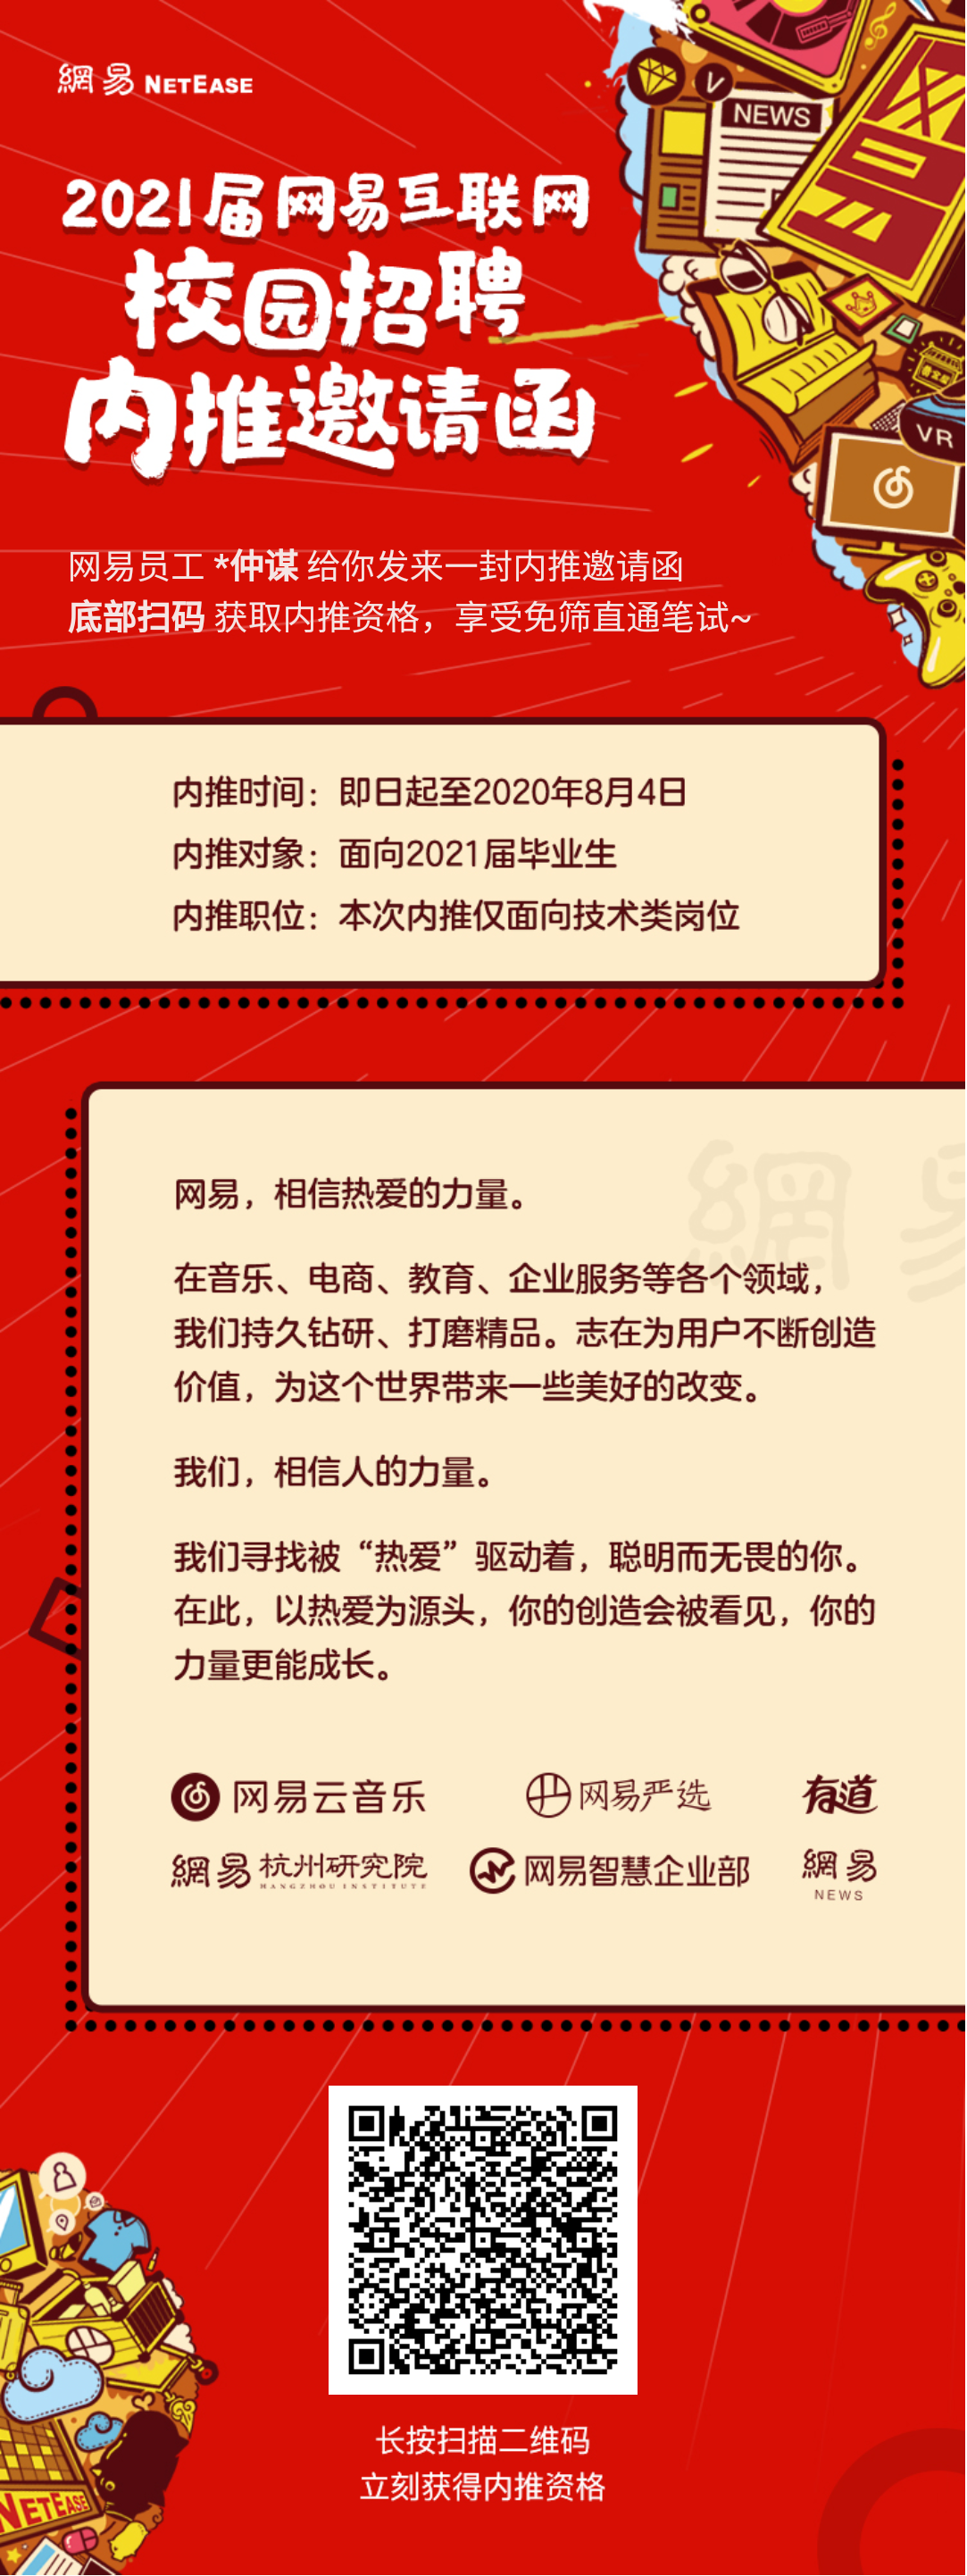 網易 NETEASE
NEWS
2021届网易互联网
校园招聘
内推邀请函
VR
网易员工 *仲谋 给你发来一封内推邀请函
底部扫码 获取内推资格，享受免筛直通笔试~
内推时间：即日起至2020年8月4日
内推对象：面向2021届毕业生
内推职位：本次内推仅面向技术类岗位
網易
网易，相信热爱的力量。
在音乐、电商、教育、企业服务等各个领域，
我们持久钻研、打磨精品。志在为用户不断创造
价值，为这个世界带来一些美好的改变。
我们，相信人的力量。
我们寻找被“热爱”驱动着，聪明而无畏的你。
在此，以热爱为源头，你的创造会被看见，你的
力量更能成长。
网易云音乐 网易严选 有道
網易 杭州研究院 网易智慧企业部 網易
HANGZHOU INSTITUTE NEWS
长按扫描二维码
立刻获得内推资格
NETEASE